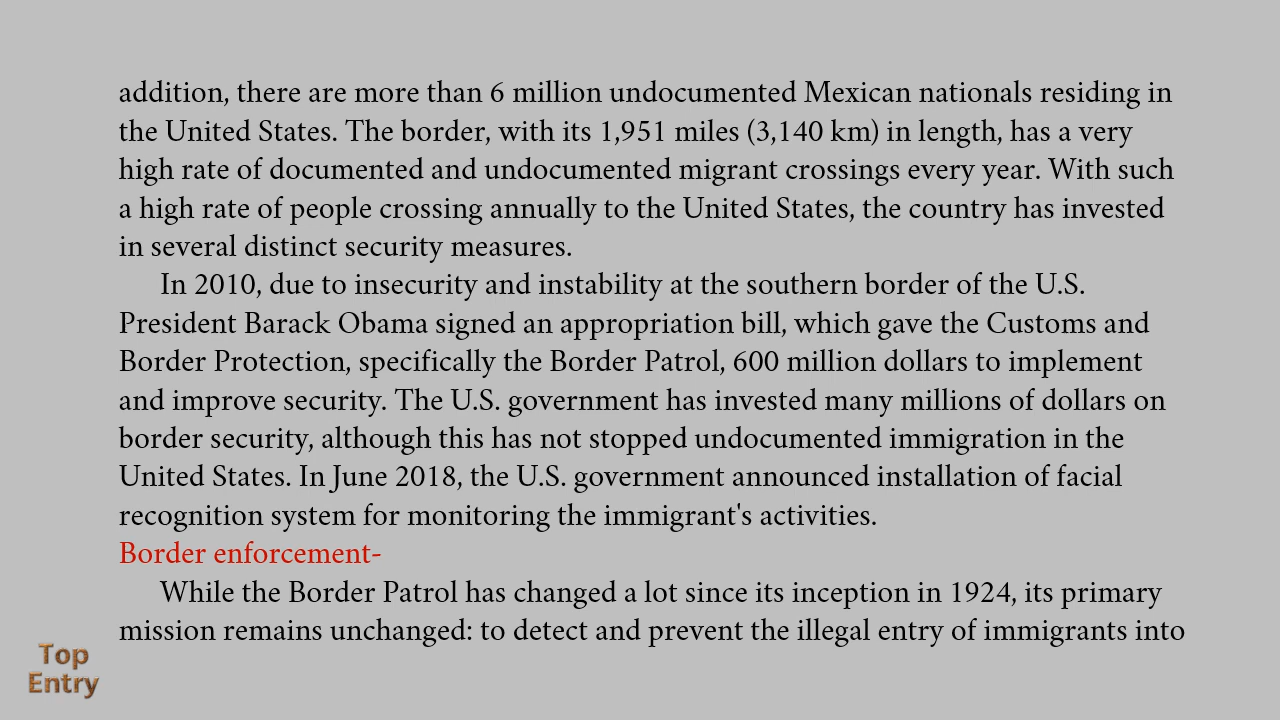 addition, there are more than 6 million undocumented Mexican nationals residing in
the United States. The border, with its 1,951 miles (3,140 km) in length, has a very
high rate of documented and undocumented migrant crossings every year. With such
a high rate of people crossing annually to the United States, the country has invested
in several distinct security measures.
In 2010, due to insecurity and instability at the southern border of the U.S.
President Barack Obama signed an appropriation bill, which gave the Customs and
Border Protection, specifically the Border Patrol, 600 million dollars to implement
and improve security. The U.S. government has invested many millions of dollars on
border security, although this has not stopped undocumented immigration in the
United States. In June 2018, the U.S. government announced installation of facial
recognition system for monitoring the immigrant's activities.
Border enforcement-
While the Border Patrol has changed a lot since its inception in 1924, its primary
mission remains unchanged: to detect and prevent the illegal entry of immigrants into
Top
Entry